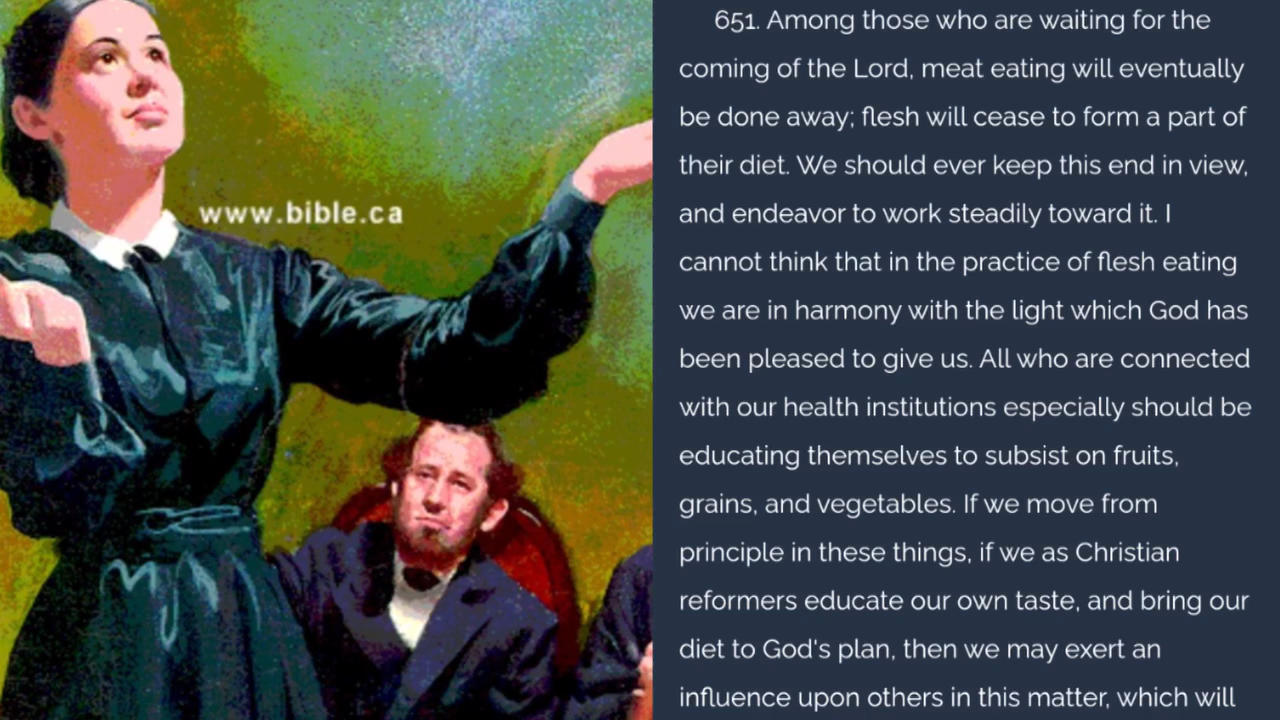 www.bible.ca
651. Among those who are waiting for the
coming of the Lord, meat eating will eventually
be done away; flesh will cease to form a part of
their diet. We should ever keep this end in view,
and endeavor to work steadily toward it. I
cannot think that in the practice of flesh eating
we are in harmony with the light which God has
been pleased to give us. All who are connected
with our health institutions especially should be
educating themselves to subsist on fruits,
grains, and vegetables. If we move from
principle in these things, if we as Christian
reformers educate our own taste, and bring our
diet to God's plan, then we may exert an
influence upon others in this matter, which will